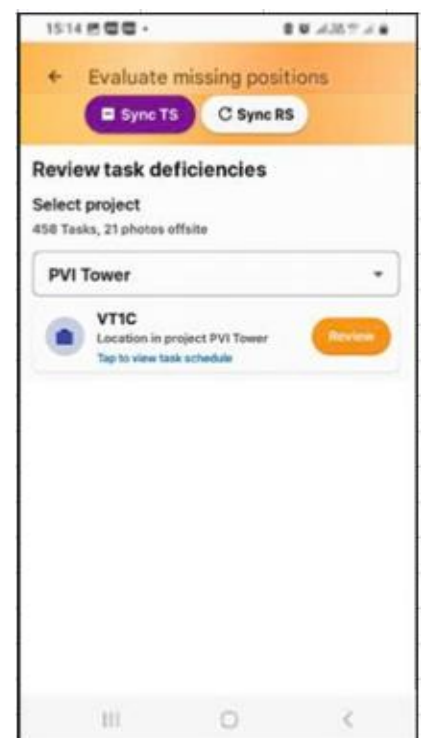 15:14
Evaluate missing positions
Sync TS
Sync RS
Review task deficiencies
Select project
458 Tasks, 21 photos offsite
PVI Tower
VT1C
Location in project PVI Tower
Tap to view task schedule
Review